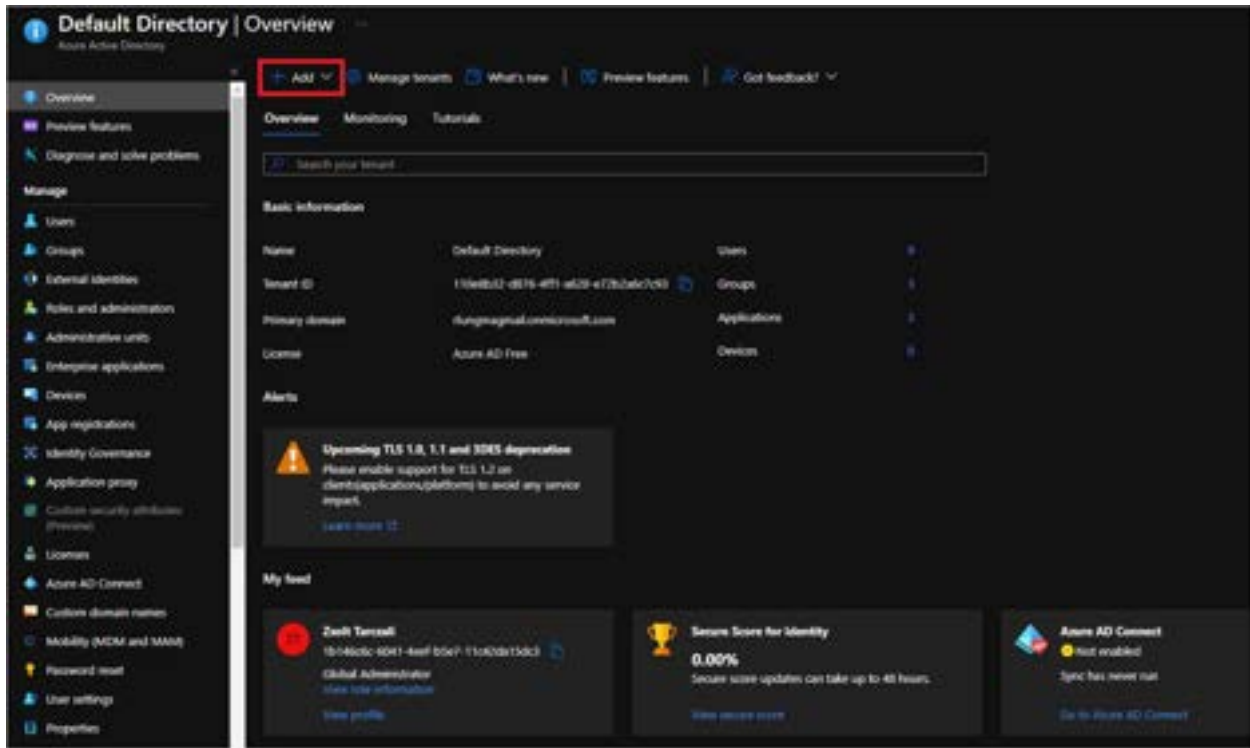 Default Directory | Overview ...
Azure Active Directory
Add
Manage tenants
What's new
Preview features
Got feedback?
Overview
Preview features
Diagnose and solve problems
Manage
Users
Groups
External Identities
Roles and administrators
Administrative units
Enterprise applications
Devices
App registrations
Identity Governance
Application proxy
Custom security attributes
(Preview)
Licenses
Azure AD Connect
Custom domain names
Mobility (MDM and MAM)
Password reset
User settings
Properties
Overview
Monitoring
Tutorials
Search your tenant
Basic information
Name
Default Directory
Users
Tenant ID
Groups
Primary domain
Applications
License
Azure AD Free
Devices
Alerts
Upcoming TLS 1.0, 1.1 and 3DES deprecation
Please enable support for TLS 1.2 on
clients(applications/platform) to avoid any service
impact.
Learn more
My feed
Zsolt
Global Administrator
View role information
View profile
Secure Score for Identity
0.00%
Secure score updates can take up to 48 hours.
View secure score
Azure AD Connect
Not enabled
Sync has never run
Go to Azure AD Connect